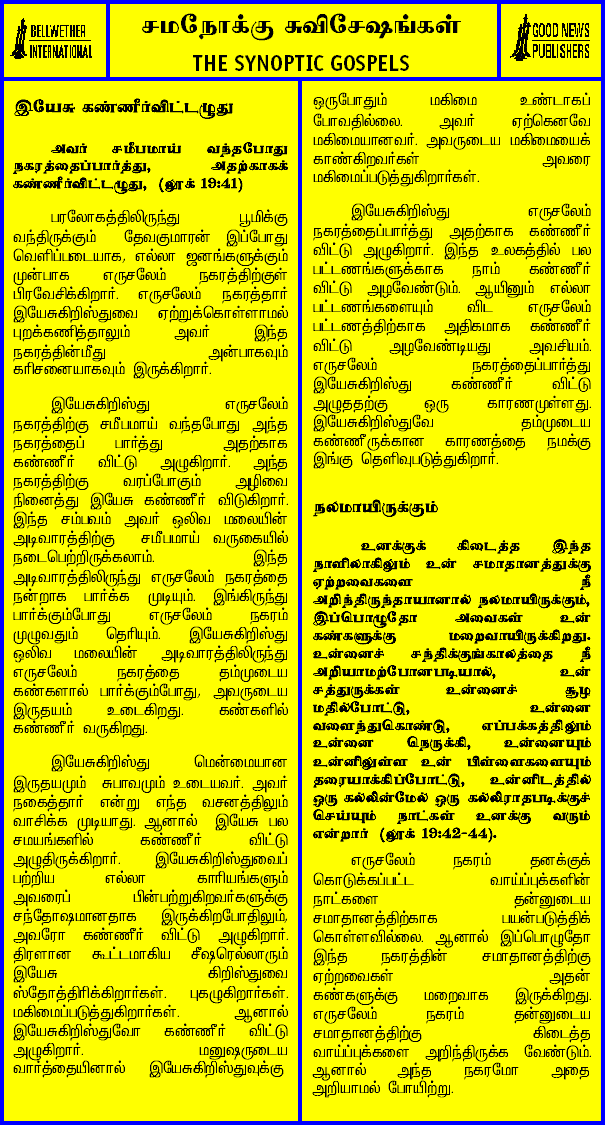 BELLWETHER
INTERNATIONAL
சமநோக்கு சுவிசேஷங்கள்
THE SYNOPTIC GOSPELS
GOOD NEWS
PUBLISHERS
இயேசு கண்ணீர்விட்டழுது
அவர் சமீபமாய் வந்தபோது
நகரத்தைப்பார்த்து, அதற்காகக்
கண்ணீர்விட்டழுது, (லூக் 19:41)
பரலோகத்திலிருந்து பூமிக்கு
வந்திருக்கும் தேவகுமாரன் இப்போது
வெளிப்படையாக, எல்லா ஜனங்களுக்கும்
முன்பாக எருசலேம் நகரத்திற்குள்
பிரவேசிக்கிறார். எருசலேம் நகரத்தார்
இயேசுகிறிஸ்துவை ஏற்றுக்கொள்ளாமல்
புறக்கணித்தாலும் அவர் இந்த
நகரத்தின்மீது அன்பாகவும்
கரிசனையாகவும் இருக்கிறார்.
இயேசுகிறிஸ்து எருசலேம்
நகரத்திற்கு சமீபமாய் வந்தபோது அந்த
நகரத்தைப் பார்த்து அதற்காக
கண்ணீர் விட்டு அழுகிறார். அந்த
நகரத்திற்கு வரப்போகும் அழிவை
நினைத்து இயேசு கண்ணீர் விடுகிறார்.
இந்த சம்பவம் அவர் ஒலிவ மலையின்
அடிவாரத்திற்கு சமீபமாய் வருகையில்
நடைபெற்றிருக்கலாம். இந்த
அடிவாரத்திலிருந்து எருசலேம் நகரத்தை
நன்றாக பார்க்க முடியும். இங்கிருந்து
பார்க்கும்போது எருசலேம் நகரம்
முழுவதும் தெரியும். இயேசுகிறிஸ்து
ஒலிவ மலையின் அடிவாரத்திலிருந்து
எருசலேம் நகரத்தை தம்முடைய
கண்களால் பார்க்கும்போது, அவருடைய
இருதயம் உடைகிறது. கண்களில்
கண்ணீர் வருகிறது.
இயேசுகிறிஸ்து மென்மையான
இருதயமும் சுபாவமும் உடையவர். அவர்
நகைத்தார் என்று எந்த வசனத்திலும்
வாசிக்க முடியாது. ஆனால் இயேசு பல
சமயங்களில் கண்ணீர் விட்டு
அழுதிருக்கிறார். இயேசுகிறிஸ்துவைப்
பற்றிய எல்லா காரியங்களும்
அவரைப் பின்பற்றுகிறவர்களுக்கு
சந்தோஷமானதாக இருக்கிறபோதிலும்,
அவரோ கண்ணீர் விட்டு அழுகிறார்.
திரளான கூட்டமாகிய சீஷரெல்லாரும்
இயேசு கிறிஸ்துவை
ஸ்தோத்திரிக்கிறார்கள். புகழுகிறார்கள்.
மகிமைப்படுத்துகிறார்கள். ஆனால்
இயேசுகிறிஸ்துவோ கண்ணீர் விட்டு
அழுகிறார். மனுஷருடைய
வார்த்தையினால் இயேசுகிறிஸ்துவுக்கு
ஒருபோதும் மகிமை உண்டாகப்
போவதில்லை. அவர் ஏற்கெனவே
மகிமையானவர். அவருடைய மகிமையைக்
காண்கிறவர்கள் அவரை
மகிமைப்படுத்துகிறார்கள்.
இயேசுகிறிஸ்து எருசலேம்
நகரத்தைப்பார்த்து அதற்காக கண்ணீர்
விட்டு அழுகிறார். இந்த உலகத்தில் பல
பட்டணங்களுக்காக நாம் கண்ணீர்
விட்டு அழவேண்டும். ஆயினும் எல்லா
பட்டணங்களையும் விட எருசலேம்
பட்டணத்திற்காக அதிகமாக கண்ணீர்
விட்டு அழவேண்டியது அவசியம்.
எருசலேம் நகரத்தைப்பார்த்து
இயேசுகிறிஸ்து கண்ணீர் விட்டு
அழுததற்கு ஒரு காரணமுள்ளது.
இயேசுகிறிஸ்துவே தம்முடைய
கண்ணீருக்கான காரணத்தை நமக்கு
இங்கு தெளிவுபடுத்துகிறார்.
நலமாயிருக்கும்
உனக்குக் கிடைத்த இந்த
நாளிலாகிலும் உன் சமாதானத்துக்கு
ஏற்றவைகளை நீ
அறிந்திருந்தாயானால் நலமாயிருக்கும்,
இப்பொழுதோ அவைகள் உன்
கண்களுக்கு மறைவாயிருக்கிறது.
உன்னைச் சந்திக்குங்காலத்தை நீ
அறியாமற்போனபடியால், உன்
சத்துருக்கள் உன்னைச் சூழ
மதில்போட்டு, உன்னை
வளைந்துகொண்டு, எப்பக்கத்திலும்
உன்னை நெருக்கி, உன்னையும்
உன்னிலுள்ள உன் பிள்ளைகளையும்
தரையாக்கிப்போட்டு, உன்னிடத்தில்
ஒரு கல்லின்மேல் ஒரு கல்லிராதபடிக்குச்
செய்யும் நாட்கள் உனக்கு வரும்
என்றார் (லூக் 19:42-44).
எருசலேம் நகரம் தனக்குக்
கொடுக்கப்பட்ட வாய்ப்புக்களின்
நாட்களை தன்னுடைய
சமாதானத்திற்காக பயன்படுத்திக்
கொள்ளவில்லை. ஆனால் இப்பொழுதோ
இந்த நகரத்தின் சமாதானத்திற்கு
ஏற்றவைகள் அதன்
கண்களுக்கு மறைவாக இருக்கிறது.
எருசலேம் நகரம் தன்னுடைய
சமாதானத்திற்கு கிடைத்த
வாய்ப்புக்களை அறிந்திருக்க வேண்டும்.
ஆனால் அந்த நகரமோ அதை
அறியாமல் போயிற்று.